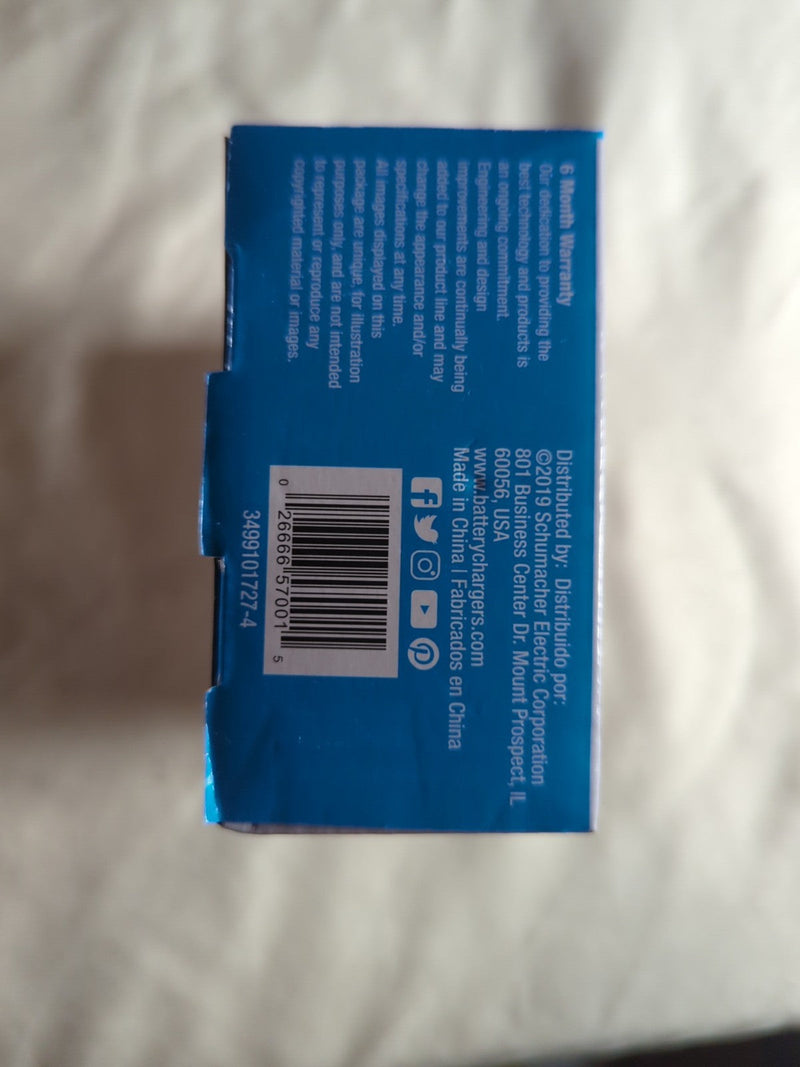 6 Month Warranty
Our dedication to providing the
best technology and products is
an ongoing commitment.
Engineering and design
improvements are continually being
added to our product line and may
change the appearance and/or
specifications at any time.
All images displayed on this
package are unique, for illustration
purposes only, and are not intended
to represent or reproduce any
copyrighted material or images.
Distributed by: Distribuido por:
©2019 Schumacher Electric Corporation
801 Business Center Dr. Mount Prospect, IL
60056, USA
www.batterychargers.com
Made in China | Fabricados en China
0 26666 57001 5
3499101727-4